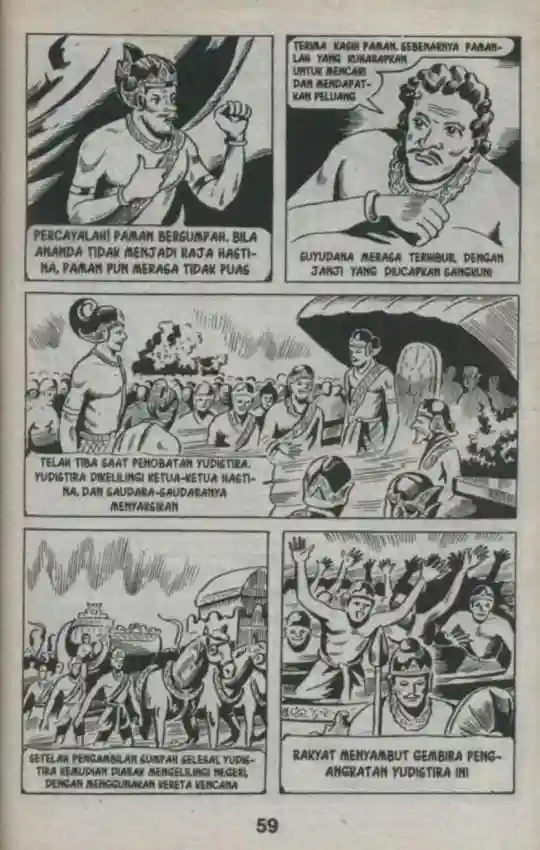 PERCAYALAH! PAMAN BERSUMPAH. BILA
ANANDA TIDAK MENJADI RAJA HASTI-
NA, PAMAN PUN MERASA TIDAK PUAS
TERIMA KASIH PAMAN. SEBENARNYA PAMAN-
LAH YANG KUHARAPKAN
UNTUK MENCARI
DAN MENDAPAT-
KAN PELUANG
SUYUDANA MERASA TERHIBUR, DENGAN
JANJI YANG DIUCAPKAN SANGKUNI
TELAH TIBA SAAT PENOBATAN YUDISTIRA.
YUDISTIRA DIKELILINGI KETUA-KETUA HASTI-
NA, DAN SAUDARA-SAUDARANYA
MENYAKSIKAN
SETELAH PENGAMBILAN SUMPAH SELESAI, YUDIS-
TIRA KEMUDIAN DIARAK MENGELILINGI NEGERI,
DENGAN MENGGUNAKAN KERETA KENCANA
RAKYAT MENYAMBUT GEMBIRA PENG-
ANGKATAN YUDISTIRA INI
59